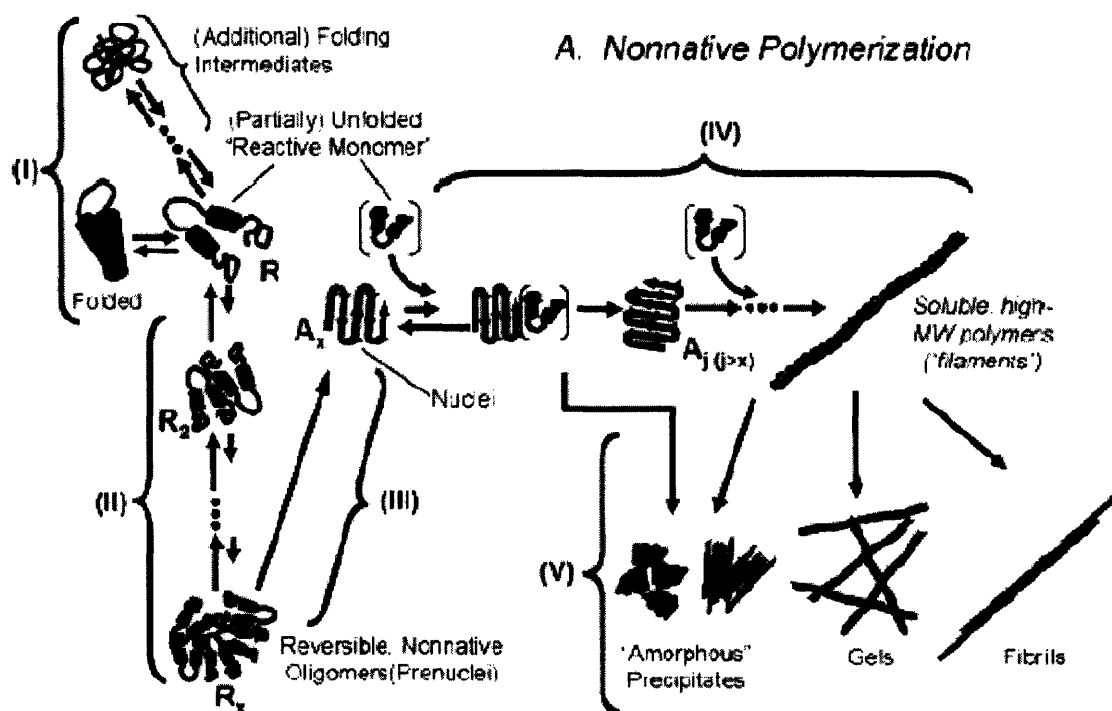 A. Nonnative Polymerization
(Additional) Folding
Intermediates
(Partially) Unfolded
"Reactive Monomer"
(I)
Folded
R
(IV)
A_x
Nuclei
A_j (j>x)
Soluble, high-
MW polymers
("filaments")
R_2
(II)
(III)
(V)
Reversible, Nonnative
Oligomers(Prenuclei)
R_x
"Amorphous"
Precipitates
Gels
Fibrils